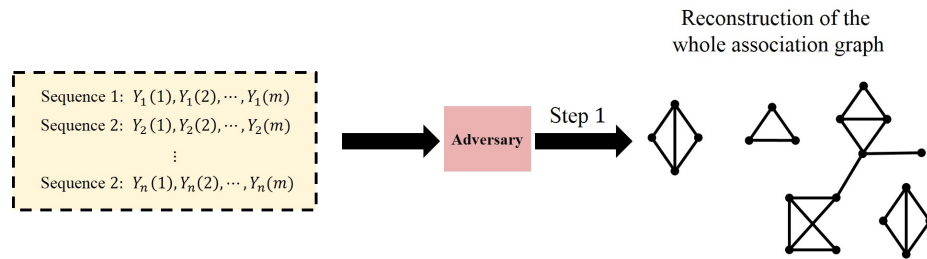 Reconstruction of the
whole association graph
Sequence 1: Y₁(1), Y₁(2), ⋯, Y₁(m)
Sequence 2: Y₂(1), Y₂(2), ⋯, Y₂(m)
⋮
Sequence 2: Yₙ(1), Yₙ(2), ⋯, Yₙ(m)
Adversary
Step 1